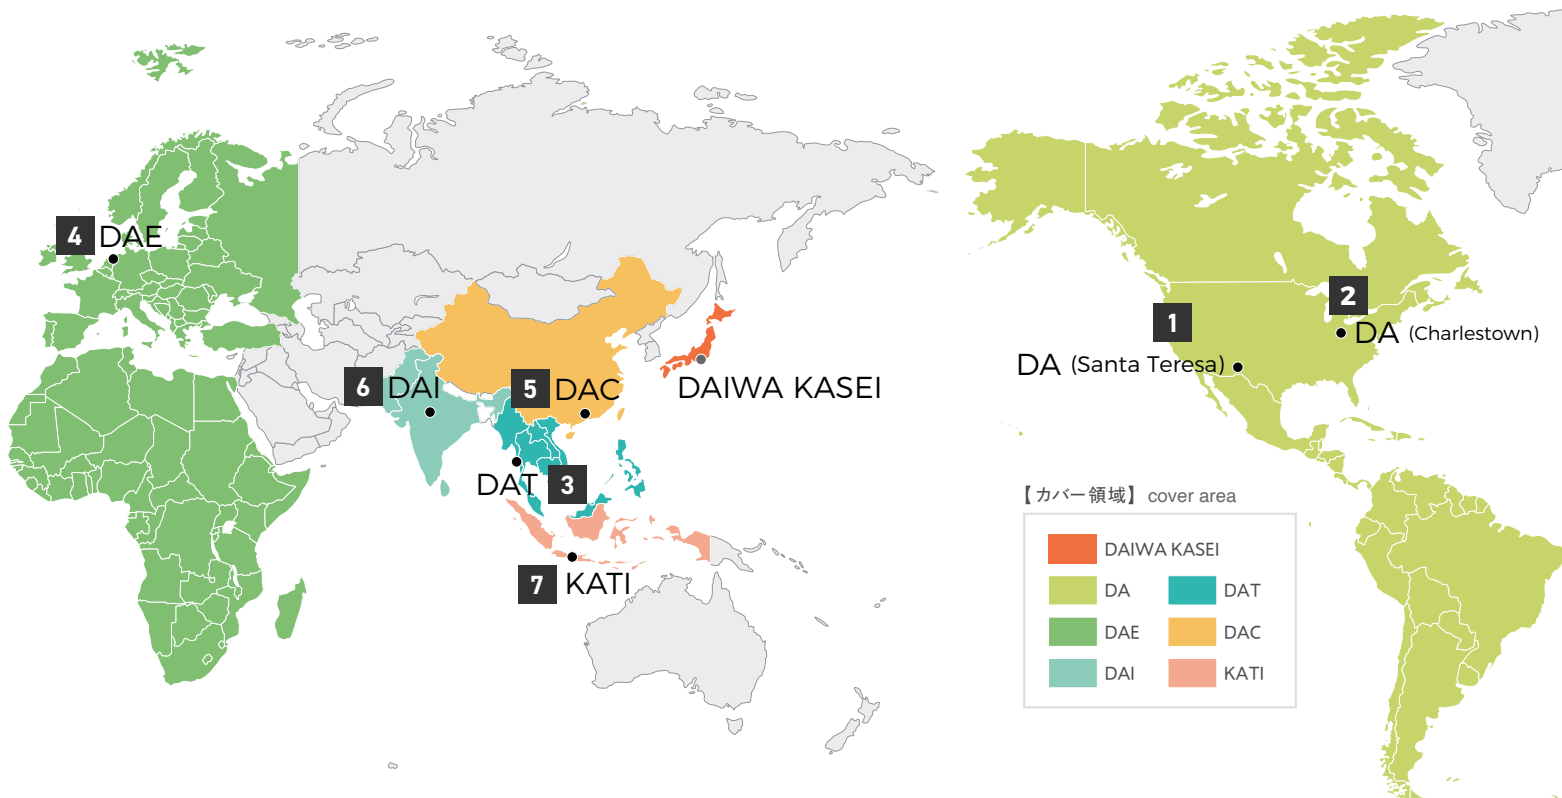 4 DAE
6 DAI
5 DAC
DAIWA KASEI
DAT 3
7 KATI
1
2
DA (Charlestown)
DA (Santa Teresa)
【カバー領域】 cover area
DAIWA KASEI
DA
DAT
DAE
DAC
DAI
KATI